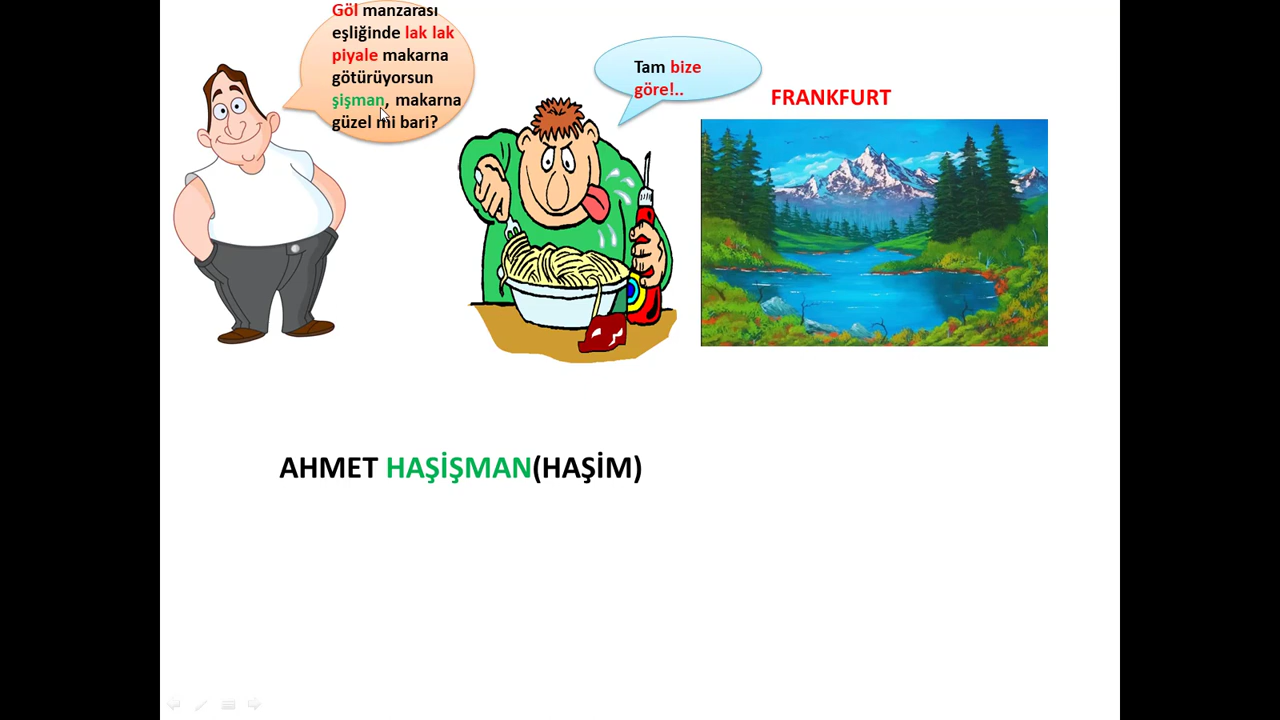 Göl manzarası
eşliğinde lak lak
piyale makarna
götürüyorsun
şişman, makarna
güzel mi bari?
Tam bize
göre!..
FRANKFURT
AHMET HAŞİŞMAN(HAŞİM)